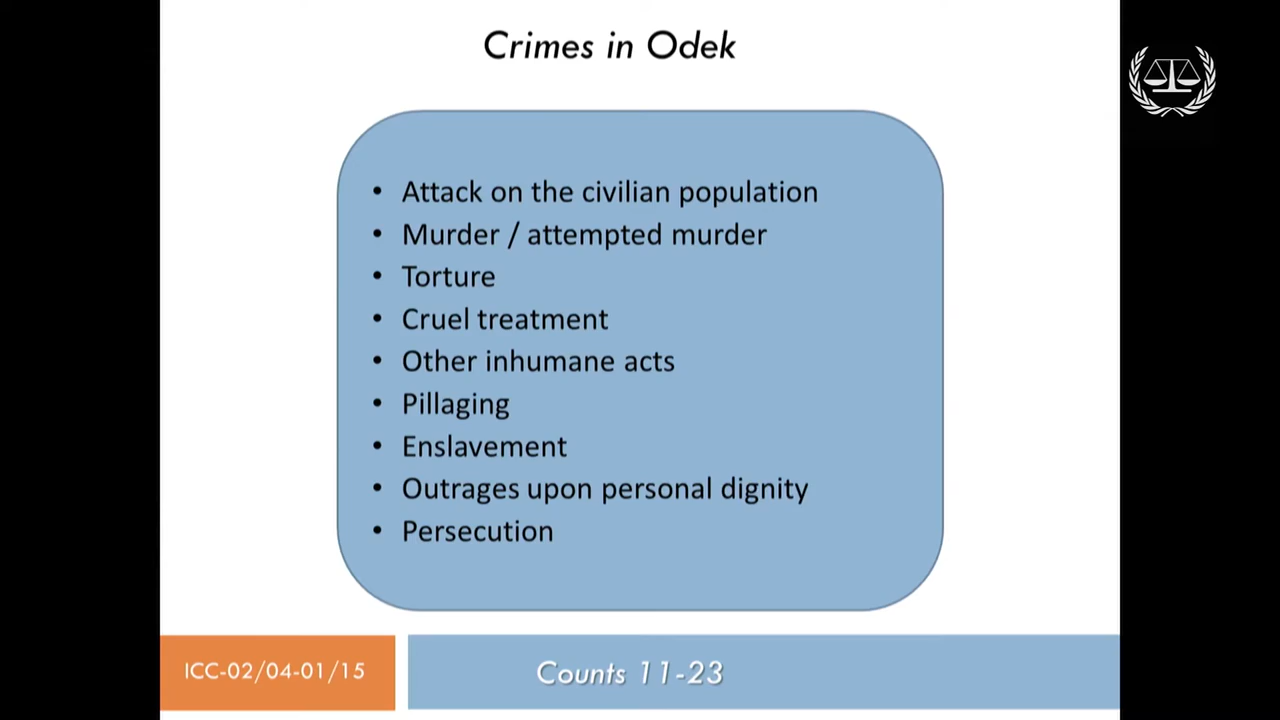 Crimes in Odek
• Attack on the civilian population
• Murder / attempted murder
• Torture
• Cruel treatment
• Other inhumane acts
• Pillaging
• Enslavement
• Outrages upon personal dignity
• Persecution
ICC-02/04-01/15
Counts 11-23